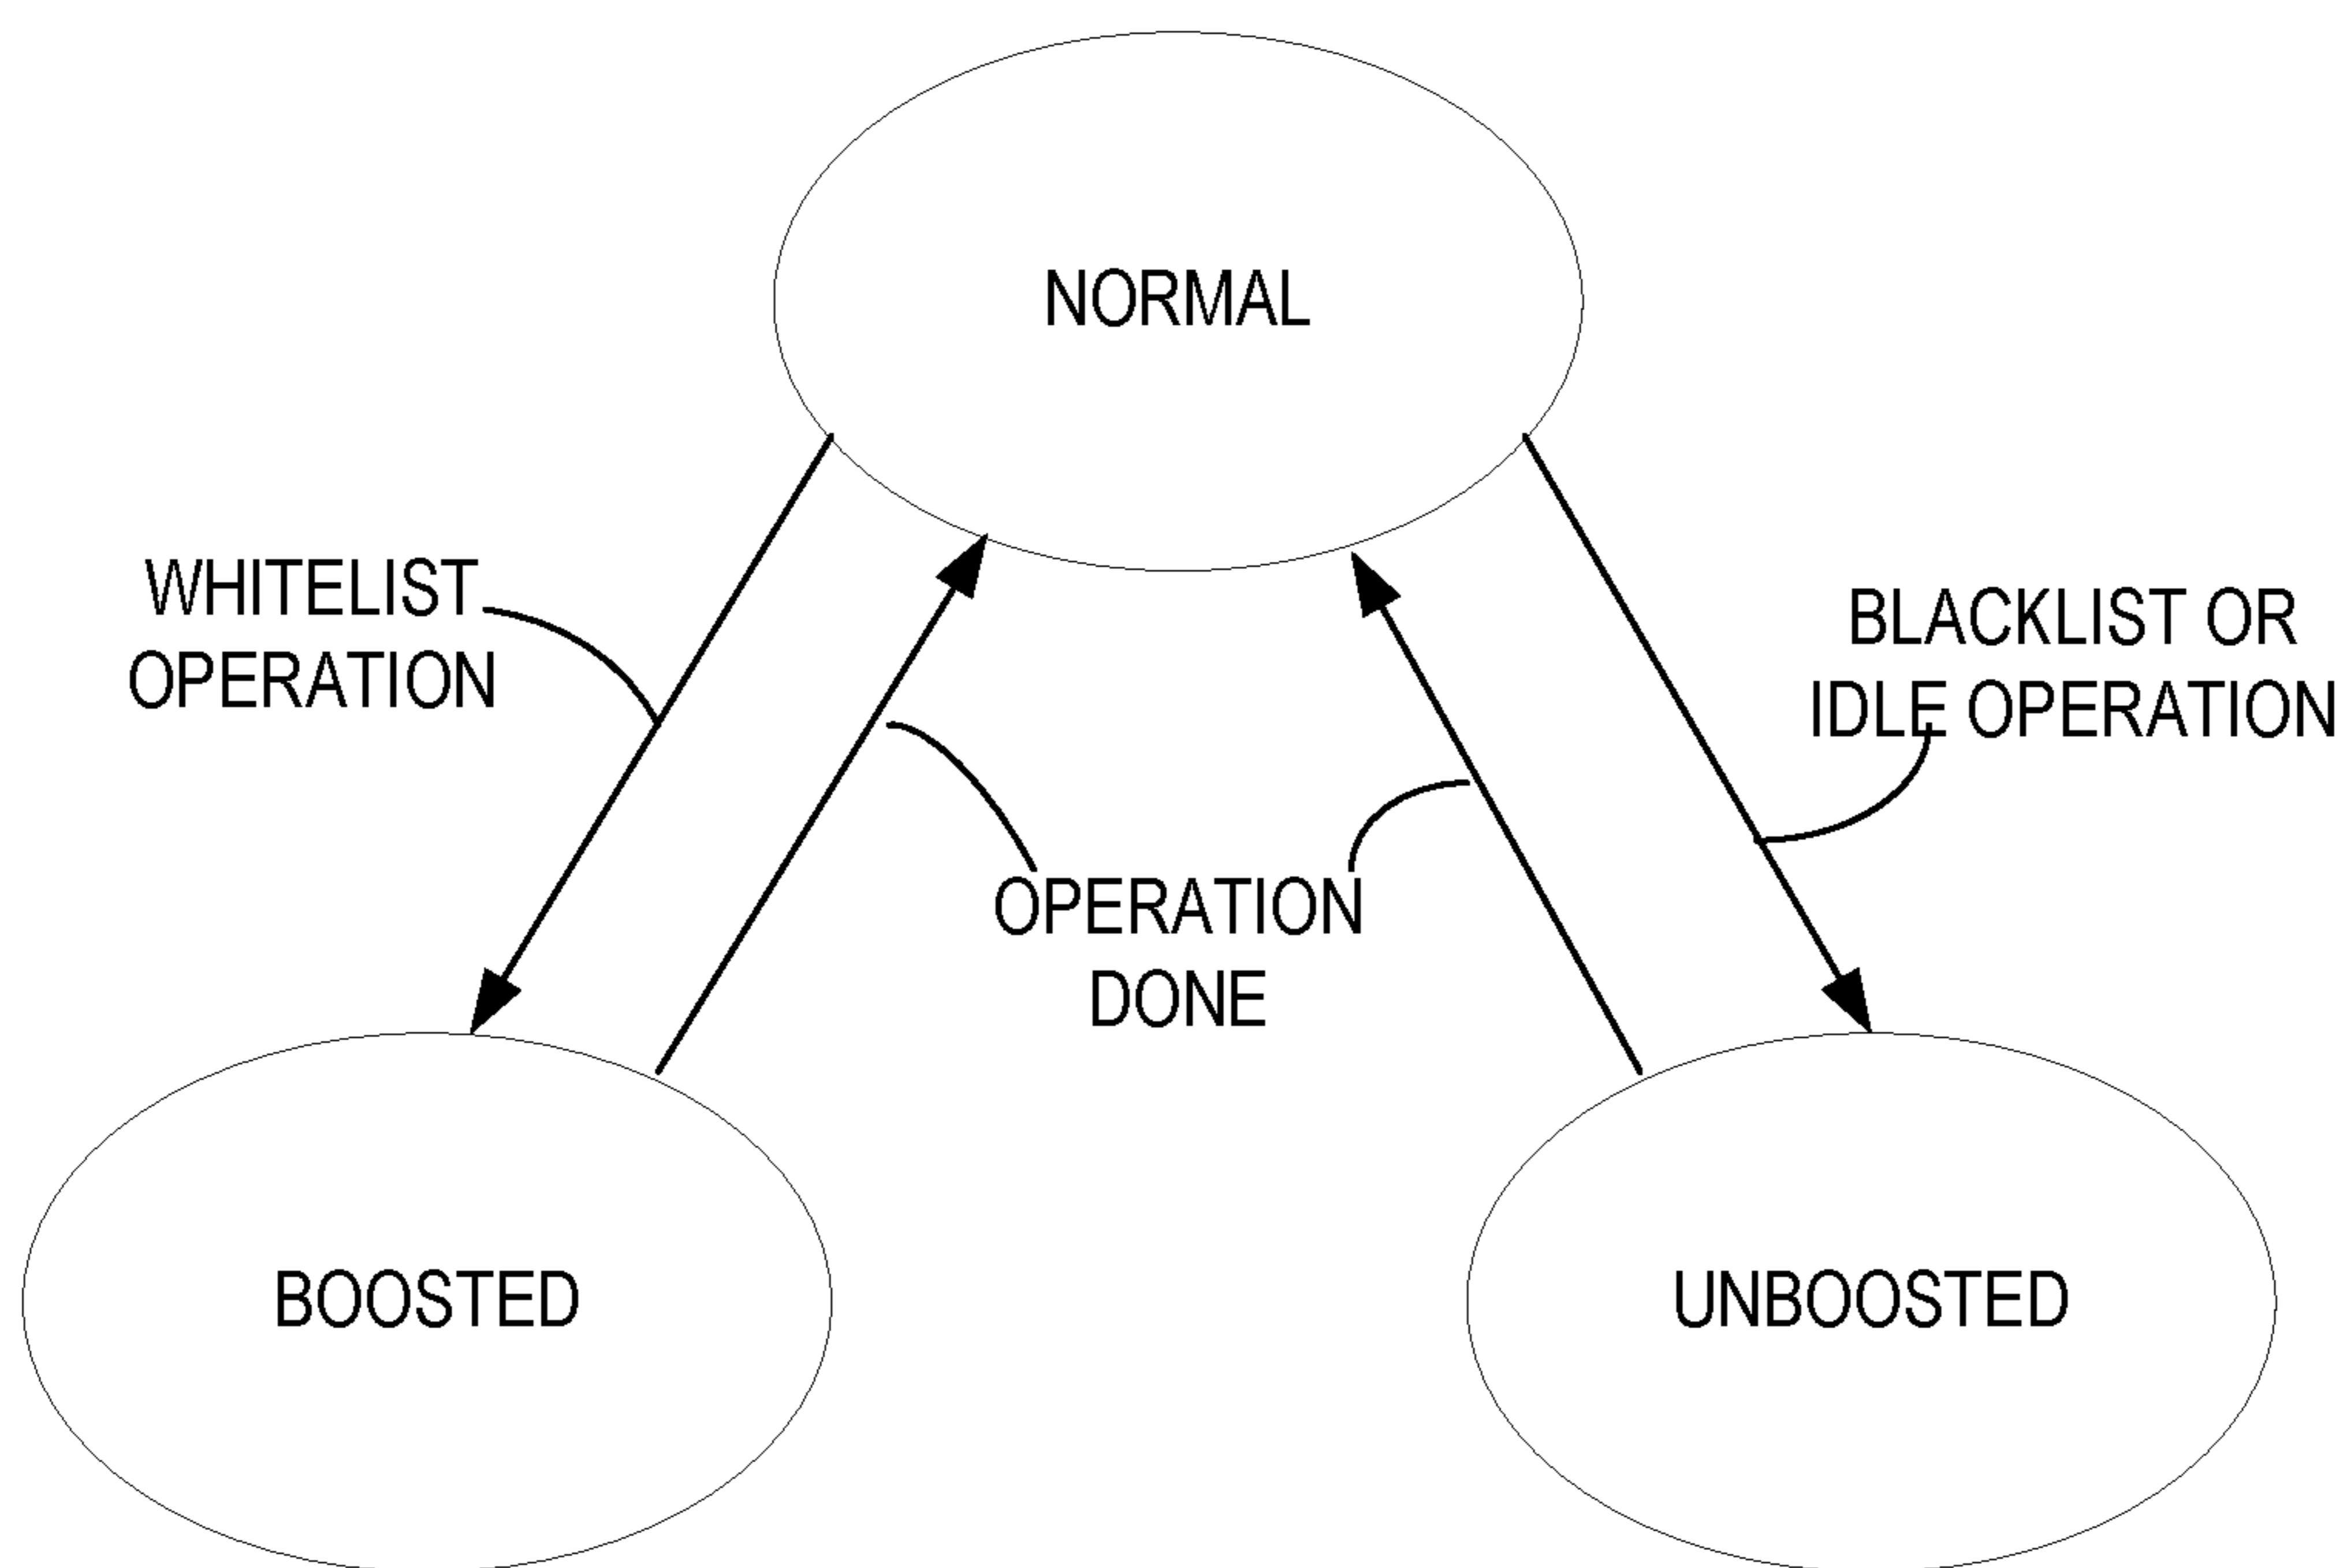 NORMAL
WHITELIST
OPERATION
BLACKLIST OR
IDLE OPERATION
OPERATION
DONE
BOOSTED
UNBOOSTED